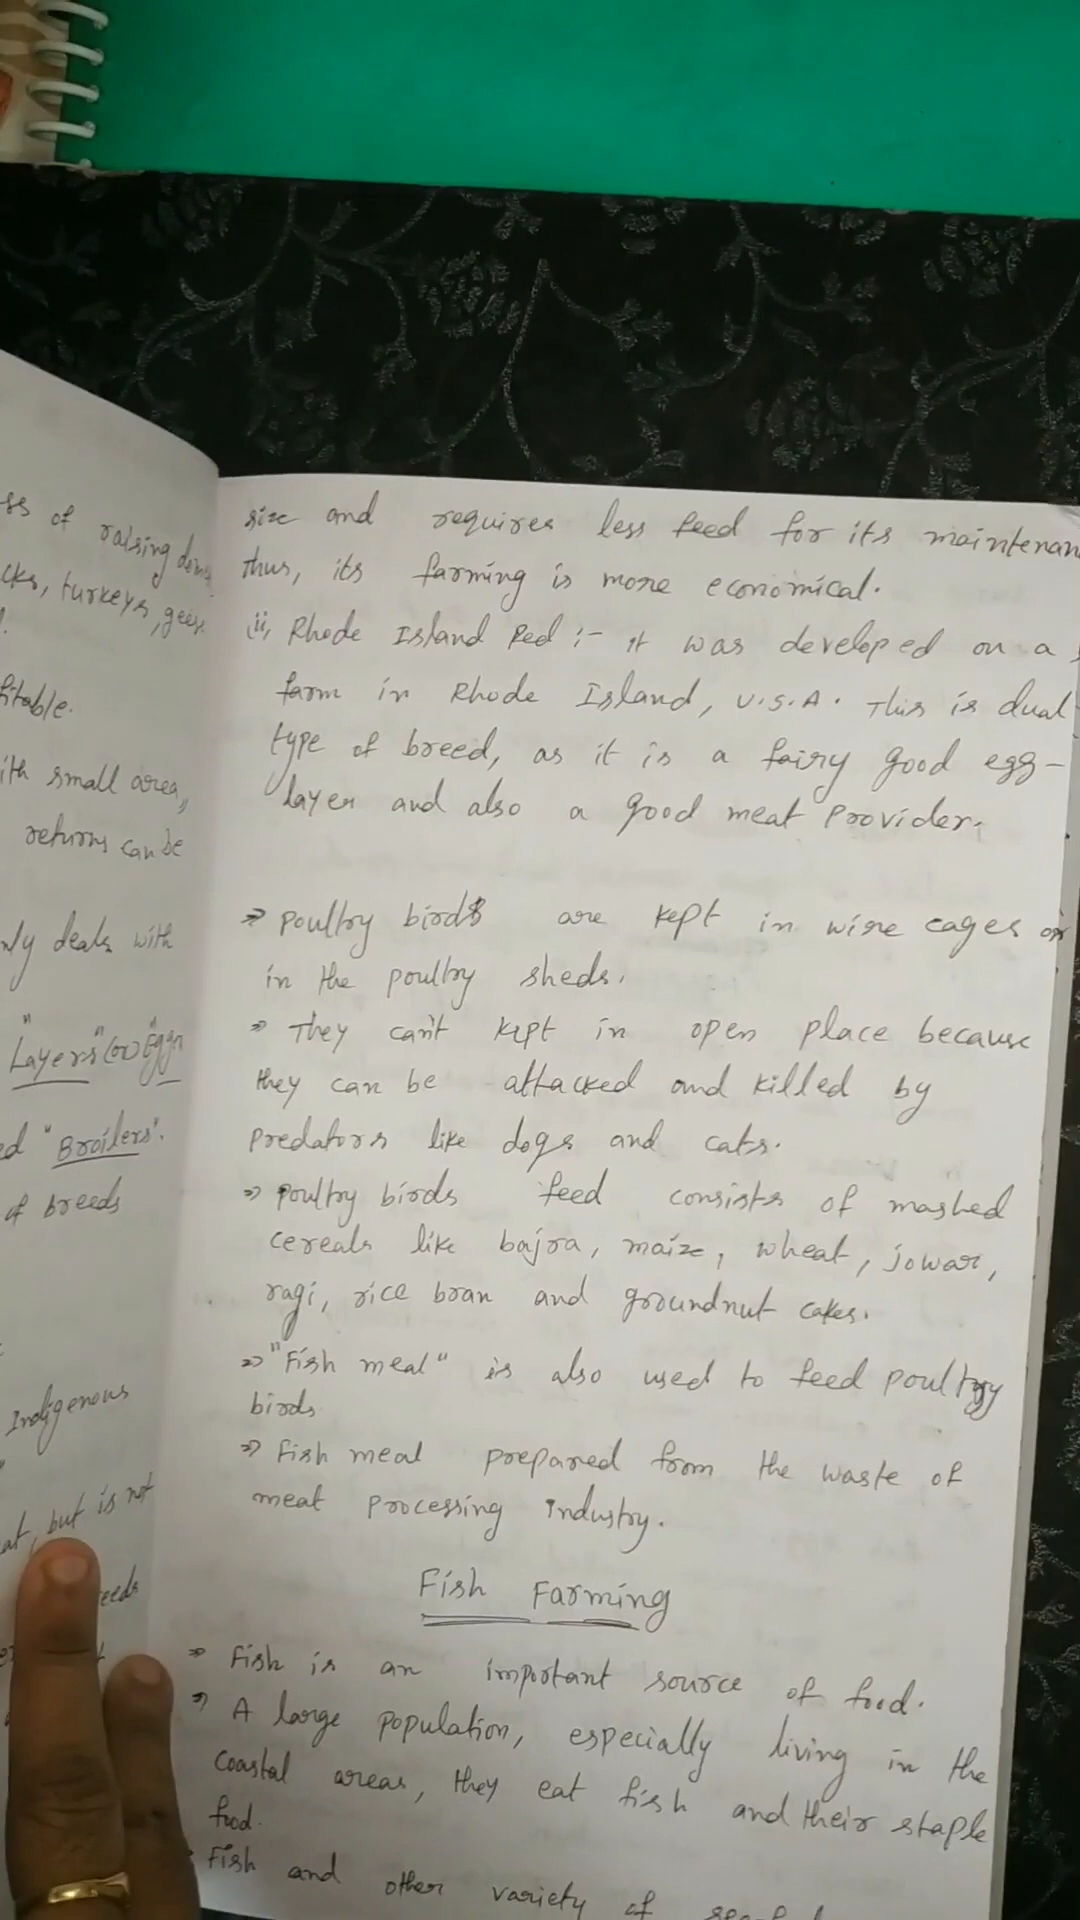 ss of raising
cks, turkeys, geese
fitable.
ith small area,
returns can be
nly deals with
"Layers" (or) Eggs
ed "Broilers".
of breeds
Indigenous
at, but is not
eeds
size and requires less feed for its maintenan
thus, its farming is more economical.
ii, Rhode Island Red :- it was developed on a
farm in Rhode Island, U.S.A. This is dual
type of breed, as it is a fairy good egg-
layer and also a good meat provider.
⇒ Poultry birds are kept in wire cages or
in the poultry sheds.
⇒ They can't kept in open place because
they can be attacked and killed by
predators like dogs and cats.
⇒ Poultry birds feed consists of mashed
cereals like bajra, maize, wheat, jowar,
ragi, rice bran and groundnut cakes.
⇒ "Fish meal" is also used to feed poultry
birds
⇒ Fish meal prepared from the waste of
meat processing Industry.
Fish Farming
⇒ Fish is an important source of food.
⇒ A large population, especially living in the
coastal areas, they eat fish and their staple
food.
Fish and other variety of